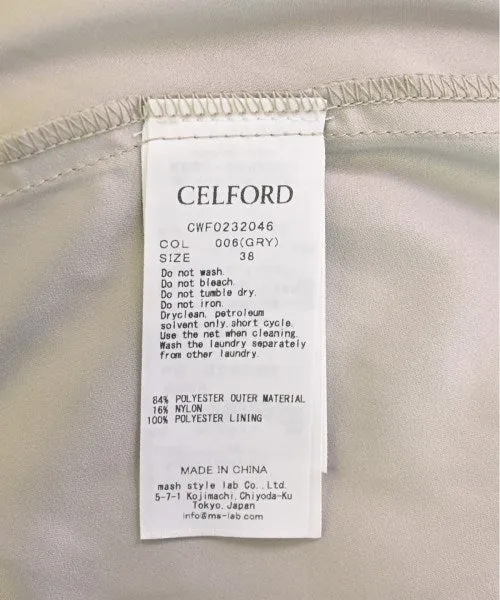 CELFORD
CWFO232046
COL 006(GRY)
SIZE 38
Do not wash.
Do not bleach.
Do not tumble dry.
Do not iron.
Dryclean, petroleum
solvent only, short cycle.
Use the net when cleaning.
Wash the laundry separately
from other laundry.
84% POLYESTER OUTER MATERIAL
16% NYLON
100% POLYESTER LINING
MADE IN CHINA
mash style lab Co.,Ltd.
5-7-1 Kojimachi, Chiyoda-Ku
Tokyo, Japan
info@ms-lab.com